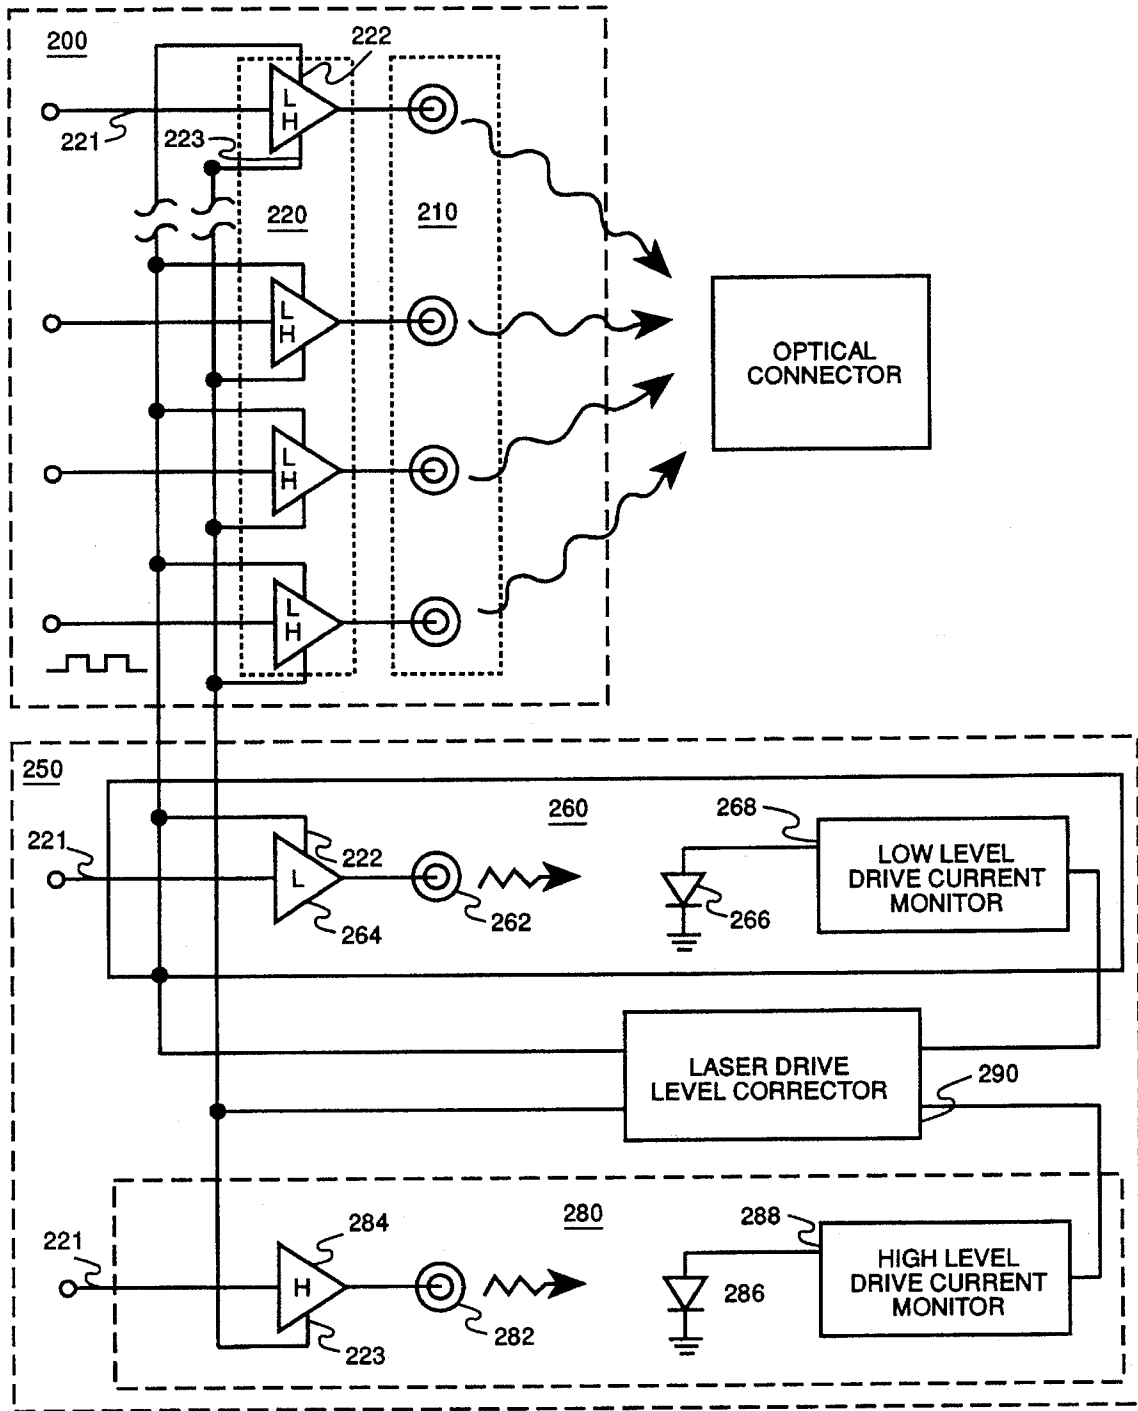 200
222
L
H
221
223
220
210
L
H
OPTICAL
CONNECTOR
L
H
L
H
250
260
268
221
222
L
LOW LEVEL
DRIVE CURRENT
MONITOR
264
262
266
LASER DRIVE
LEVEL CORRECTOR
290
280
284
288
221
H
286
HIGH LEVEL
DRIVE CURRENT
MONITOR
282
223